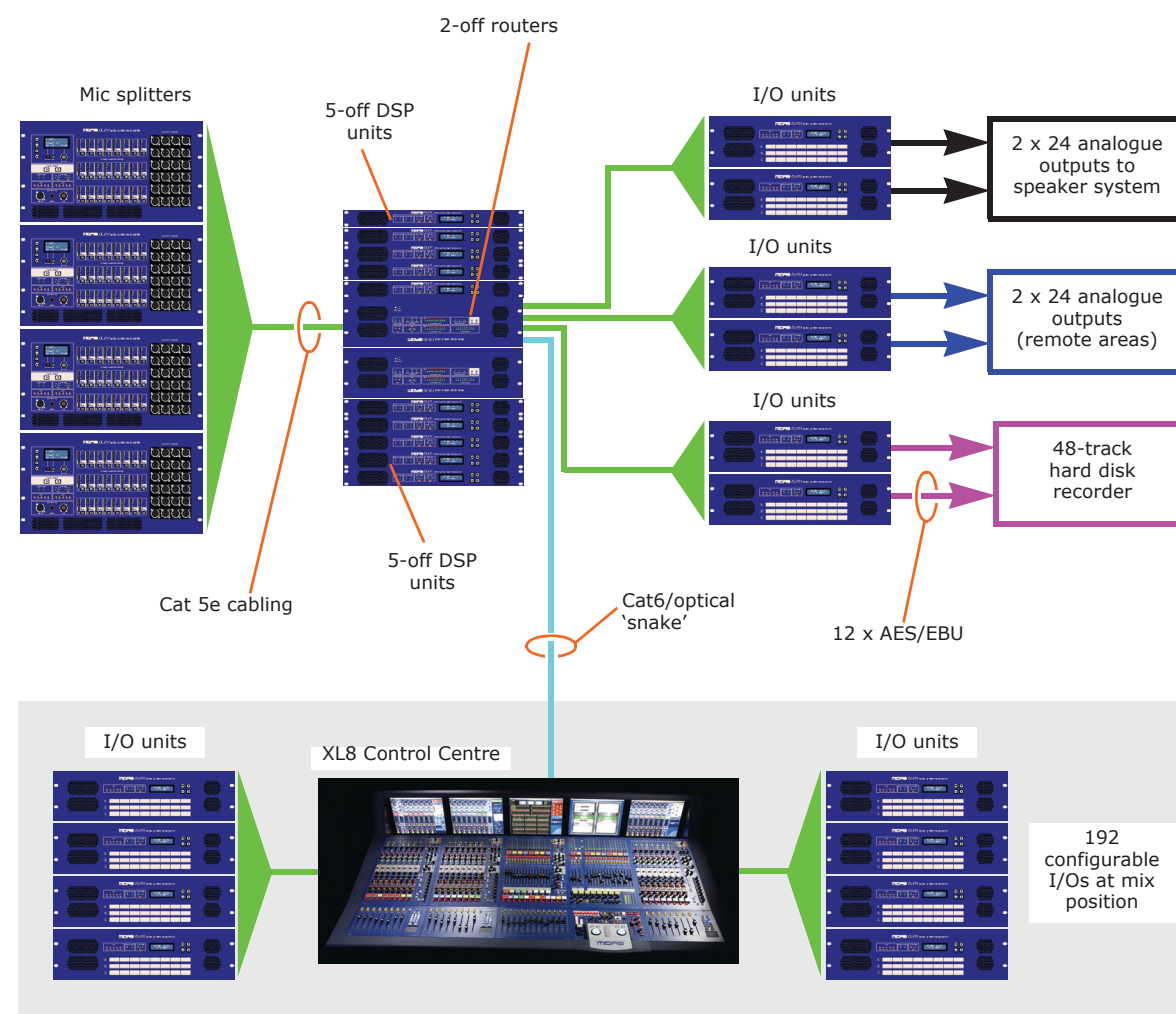 2-off routers
Mic splitters
5-off DSP
units
I/O units
2 x 24 analogue
outputs to
speaker system
I/O units
2 x 24 analogue
outputs
(remote areas)
I/O units
48-track
hard disk
recorder
5-off DSP
units
Cat 5e cabling
Cat6/optical
‘snake’
12 x AES/EBU
I/O units
XL8 Control Centre
I/O units
192
configurable
I/Os at mix
position
MIDAS